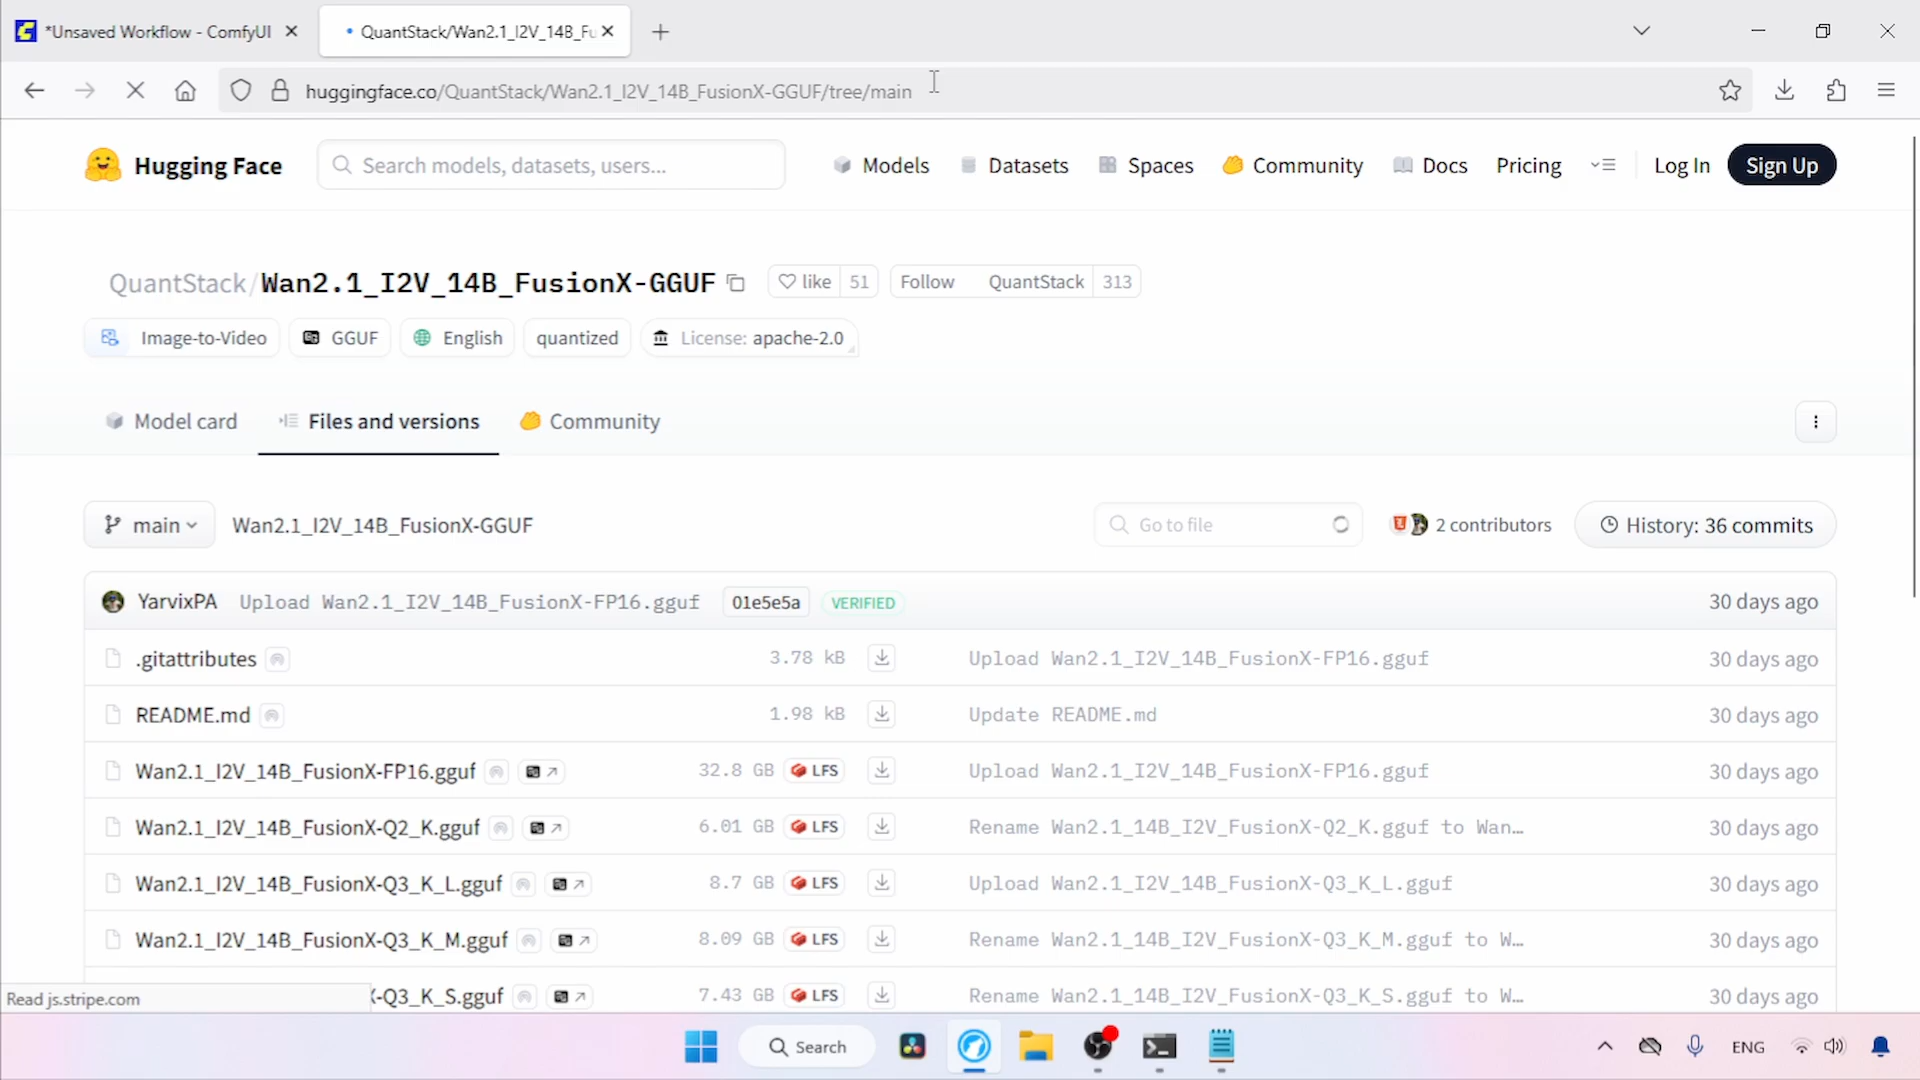 *Unsaved Workflow - ComfyUI
QuantStack/Wan2.1_I2V_14B_Fu
huggingface.co/QuantStack/Wan2.1_I2V_14B_FusionX-GGUF/tree/main
Hugging Face
Search models, datasets, users...
Models
Datasets
Spaces
Community
Docs
Pricing
Log In
Sign Up
QuantStack/Wan2.1_I2V_14B_FusionX-GGUF
like 51
Follow QuantStack 313
Image-to-Video
GGUF
English
quantized
License: apache-2.0
Model card
Files and versions
Community
main
Wan2.1_I2V_14B_FusionX-GGUF
Go to file
2 contributors
History: 36 commits
YarvixPA Upload Wan2.1_I2V_14B_FusionX-FP16.gguf 01e5e5a VERIFIED 30 days ago
.gitattributes 3.78 kB Upload Wan2.1_I2V_14B_FusionX-FP16.gguf 30 days ago
README.md 1.98 kB Update README.md 30 days ago
Wan2.1_I2V_14B_FusionX-FP16.gguf 32.8 GB LFS Upload Wan2.1_I2V_14B_FusionX-FP16.gguf 30 days ago
Wan2.1_I2V_14B_FusionX-Q2_K.gguf 6.01 GB LFS Rename Wan2.1_14B_I2V_FusionX-Q2_K.gguf to Wan… 30 days ago
Wan2.1_I2V_14B_FusionX-Q3_K_L.gguf 8.7 GB LFS Upload Wan2.1_I2V_14B_FusionX-Q3_K_L.gguf 30 days ago
Wan2.1_I2V_14B_FusionX-Q3_K_M.gguf 8.09 GB LFS Rename Wan2.1_14B_I2V_FusionX-Q3_K_M.gguf to W… 30 days ago
X-Q3_K_S.gguf 7.43 GB LFS Rename Wan2.1_14B_I2V_FusionX-Q3_K_S.gguf to W… 30 days ago
Read js.stripe.com
Search
ENG